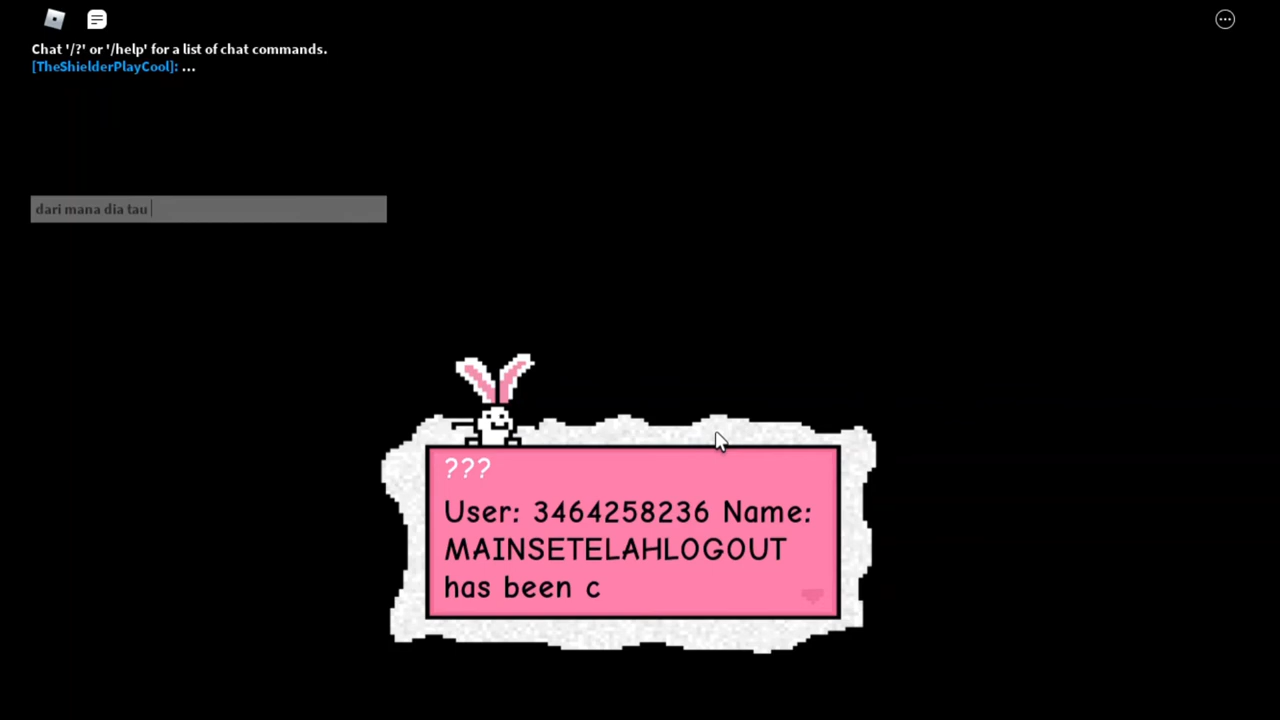 Chat '/?' or '/help' for a list of chat commands.
[TheShielderPlayCool]: ...
dari mana dia tau
???
User: 3464258236 Name:
MAINSETELAHLOGOUT
has been c